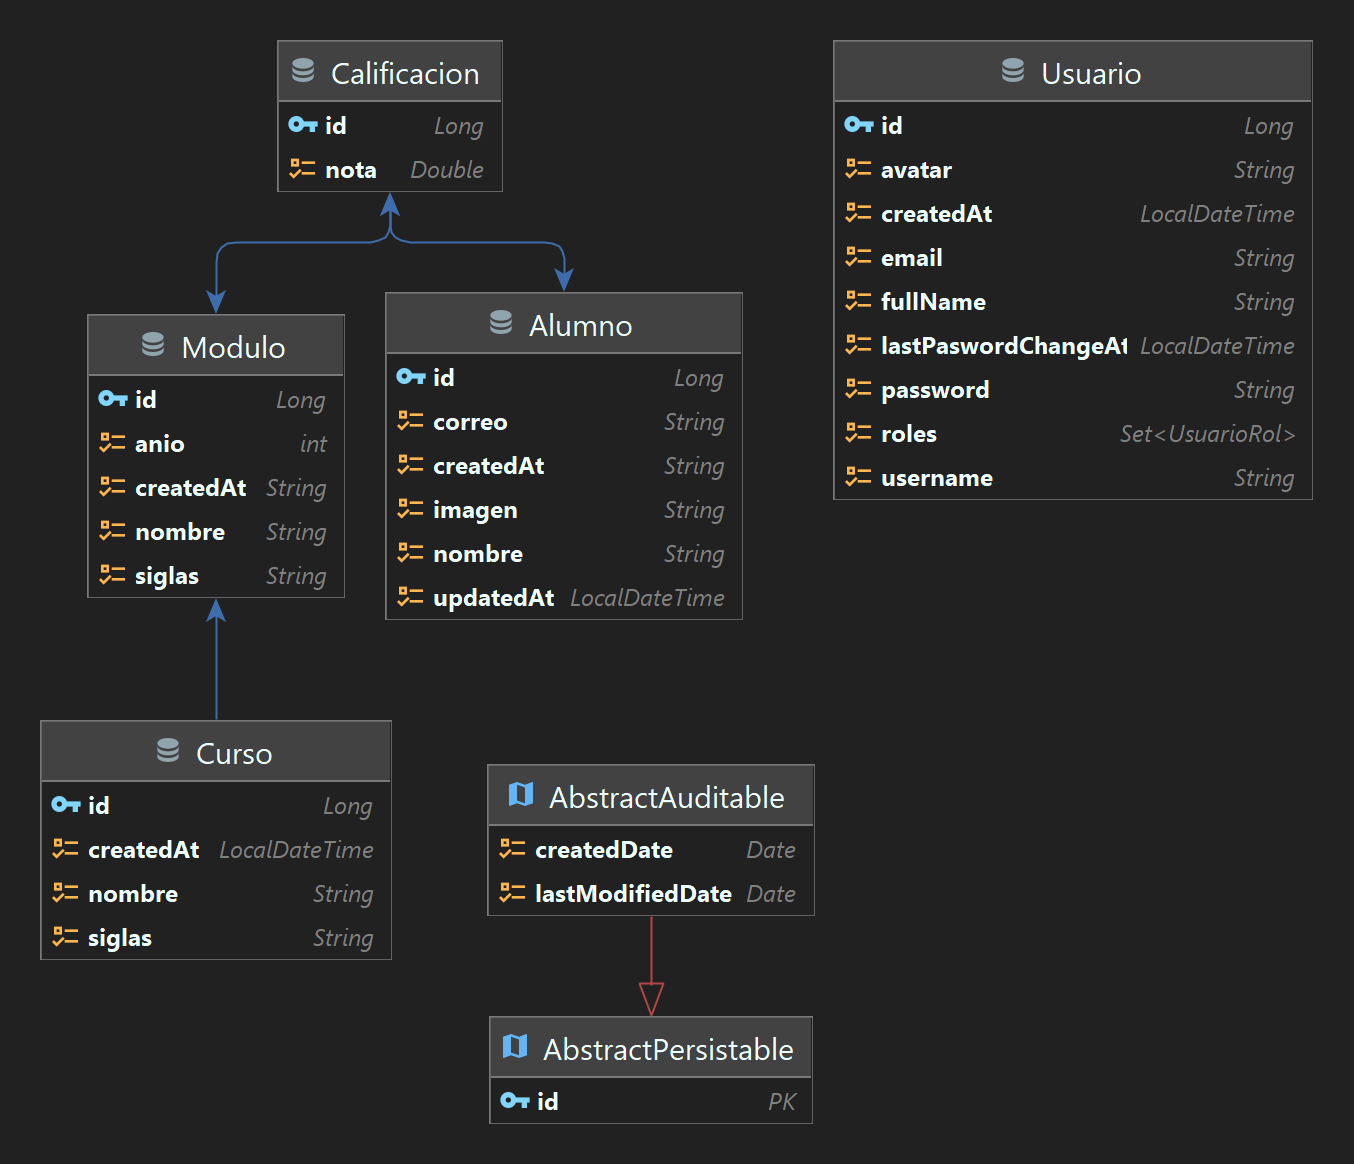 Calificacion
id Long
nota Double
Usuario
id Long
avatar String
createdAt LocalDateTime
email String
fullName String
lastPaswordChangeAt LocalDateTime
password String
roles Set<UsuarioRol>
username String
Modulo
id Long
anio int
createdAt String
nombre String
siglas String
Alumno
id Long
correo String
createdAt String
imagen String
nombre String
updatedAt LocalDateTime
Curso
id Long
createdAt LocalDateTime
nombre String
siglas String
AbstractAuditable
createdDate Date
lastModifiedDate Date
AbstractPersistable
id PK